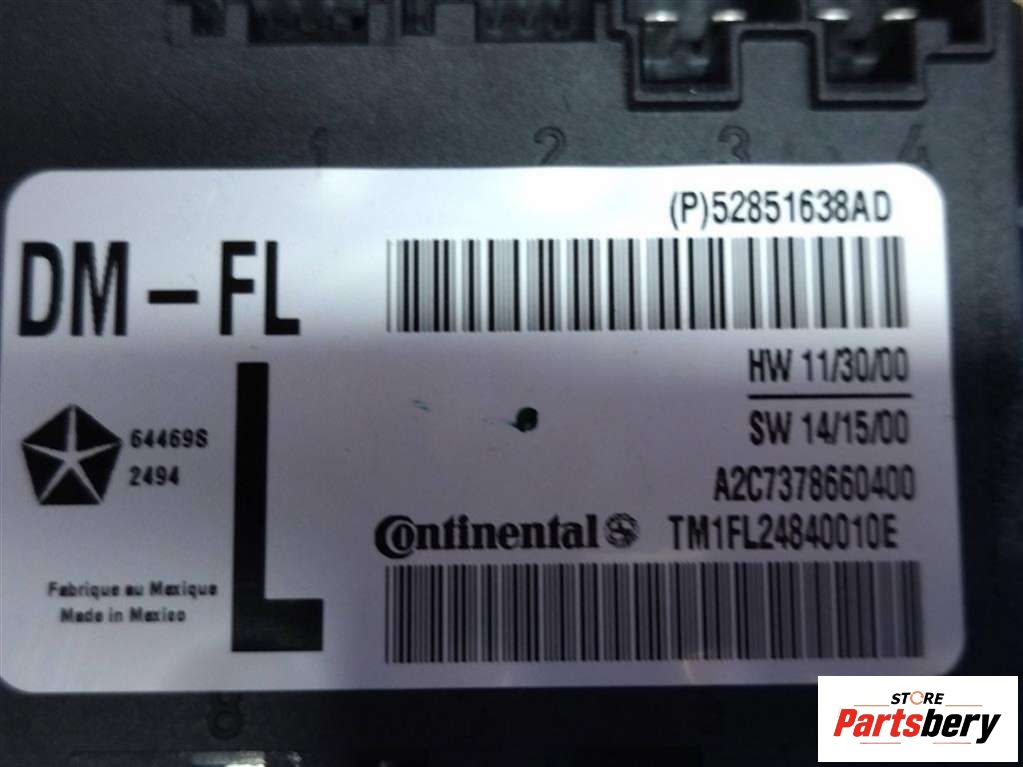 1 2 3 4
(P)52851638AD
DM-FL
HW 11/30/00
SW 14/15/00
L
64469S
2494
A2C7378660400
Continental TM1FL24840010E
Fabrique au Mexique
Made in Mexico
8
STORE
Partsbery